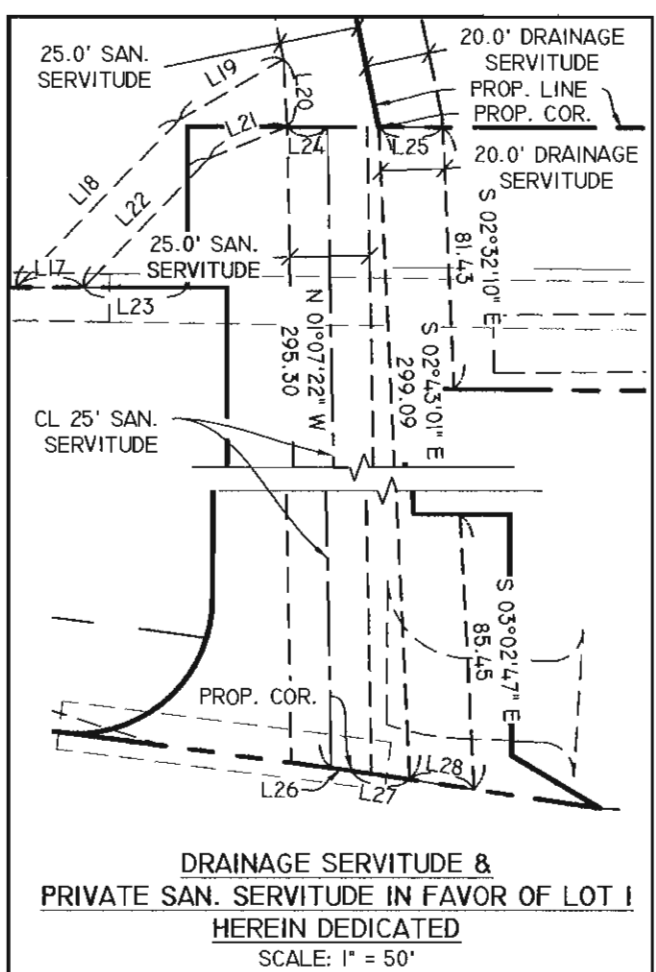 25.0' SAN.
SERVITUDE
20.0' DRAINAGE
SERVITUDE
PROP. LINE
PROP. COR.
L19
L20
L21
L24
L25
20.0' DRAINAGE
SERVITUDE
L18
L22
25.0' SAN.
SERVITUDE
L17
L23
S 02°32'10" E
81.43
N 01°07'22" W
295.30
S 02°43'01" E
299.09
CL 25' SAN.
SERVITUDE
S 03°02'47" E
85.45
PROP. COR.
L26
L27
L28
DRAINAGE SERVITUDE &
PRIVATE SAN. SERVITUDE IN FAVOR OF LOT 1
HEREIN DEDICATED
SCALE: 1" = 50'